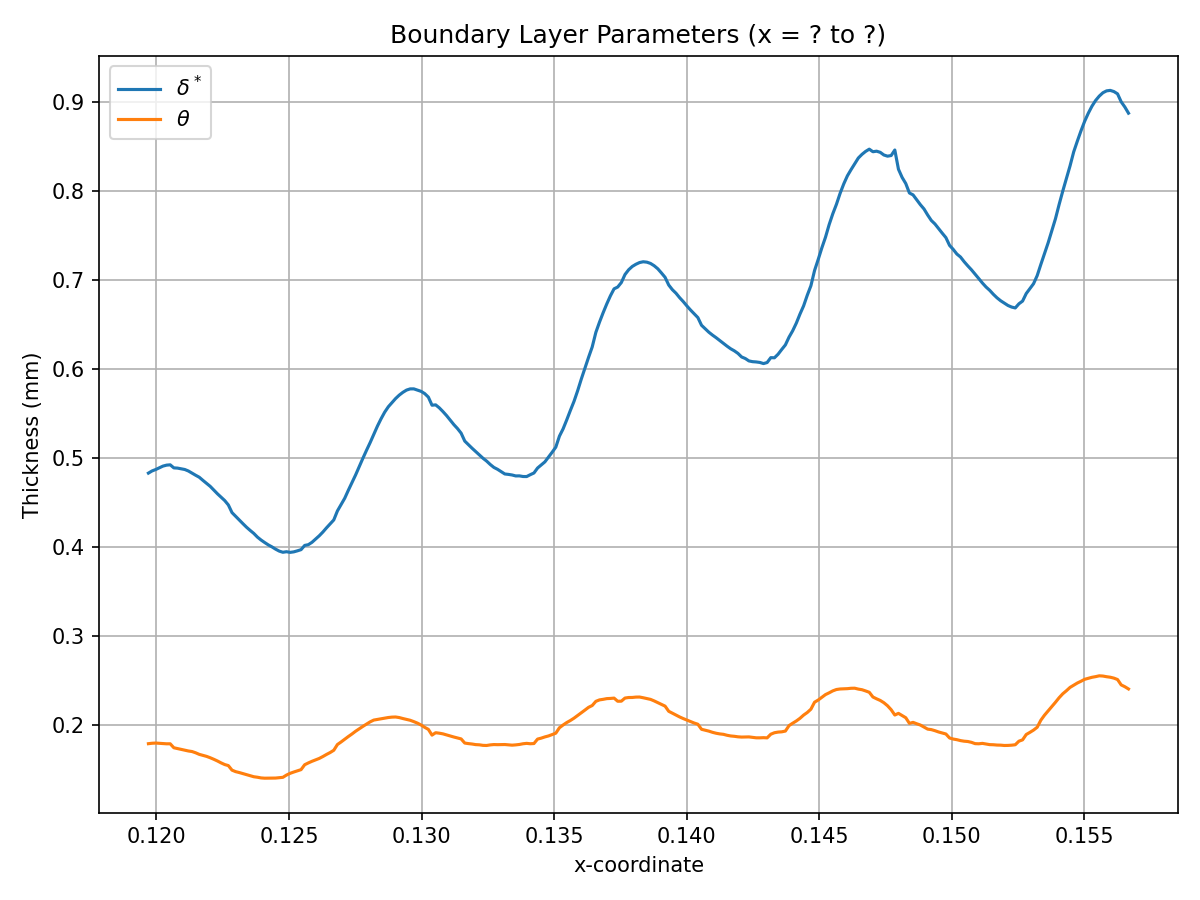 Boundary Layer Parameters (x = ? to ?)
δ*
θ
Thickness (mm)
0.9
0.8
0.7
0.6
0.5
0.4
0.3
0.2
0.120 0.125 0.130 0.135 0.140 0.145 0.150 0.155
x-coordinate